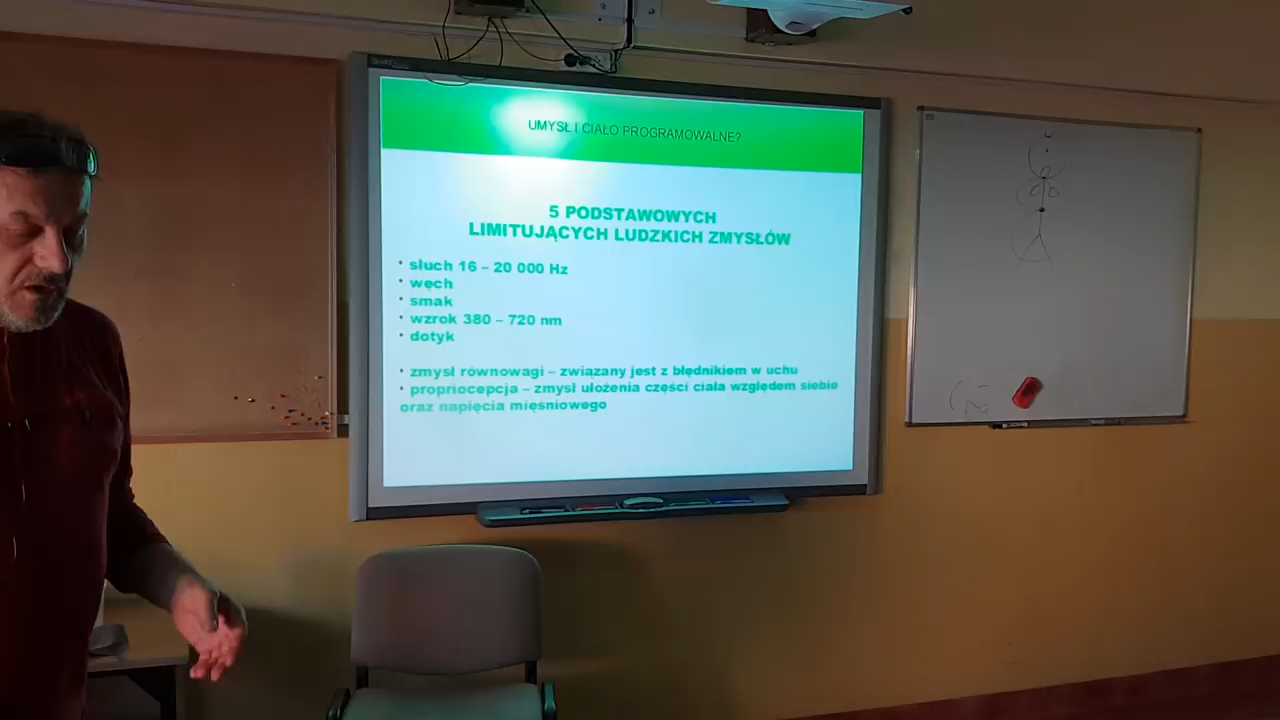 SMART
UMYSŁ I CIAŁO PROGRAMOWALNE?
5 PODSTAWOWYCH
LIMITUJĄCYCH LUDZKICH ZMYSŁÓW
• słuch 16 – 20 000 Hz
• węch
• smak
• wzrok 380 – 720 nm
• dotyk
• zmysł równowagi – związany jest z błędnikiem w uchu
• propriocepcja – zmysł ułożenia części ciała względem siebie
oraz napięcia mięśniowego